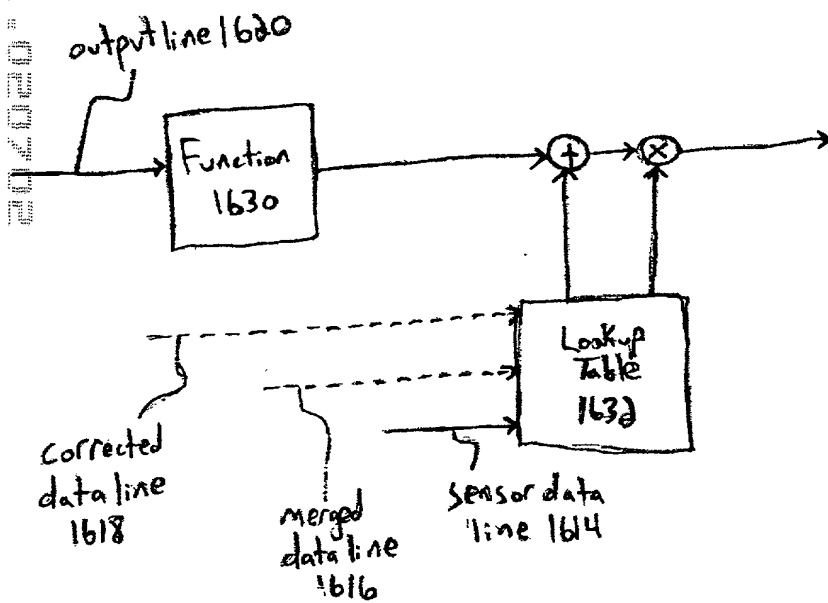 output line 1620
Function
1630
+
×
Lookup
Table
1632
corrected
data line
1618
merged
data line
1616
sensor data
line 1614
.020702